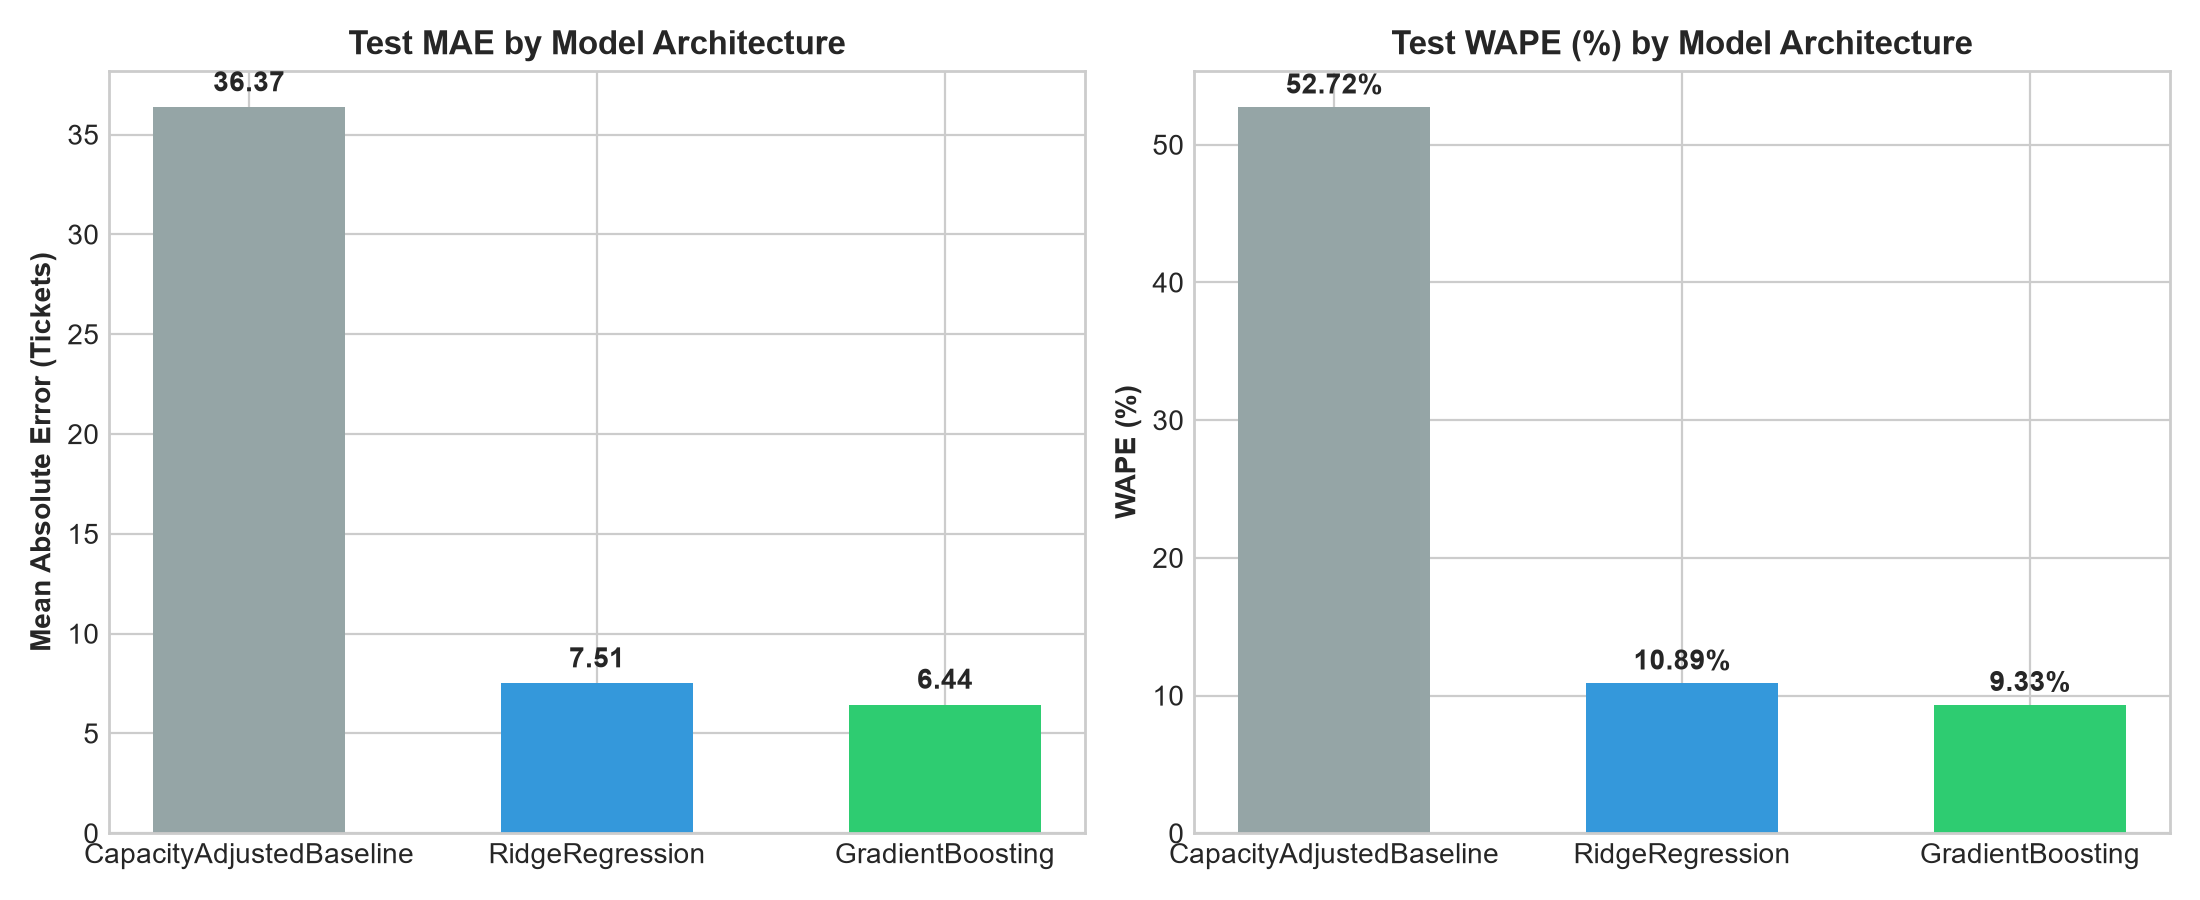 Test MAE by Model Architecture
Mean Absolute Error (Tickets)
35
30
25
20
15
10
5
0
36.37
7.51
6.44
CapacityAdjustedBaseline
RidgeRegression
GradientBoosting
Test WAPE (%) by Model Architecture
WAPE (%)
50
40
30
20
10
0
52.72%
10.89%
9.33%
CapacityAdjustedBaseline
RidgeRegression
GradientBoosting